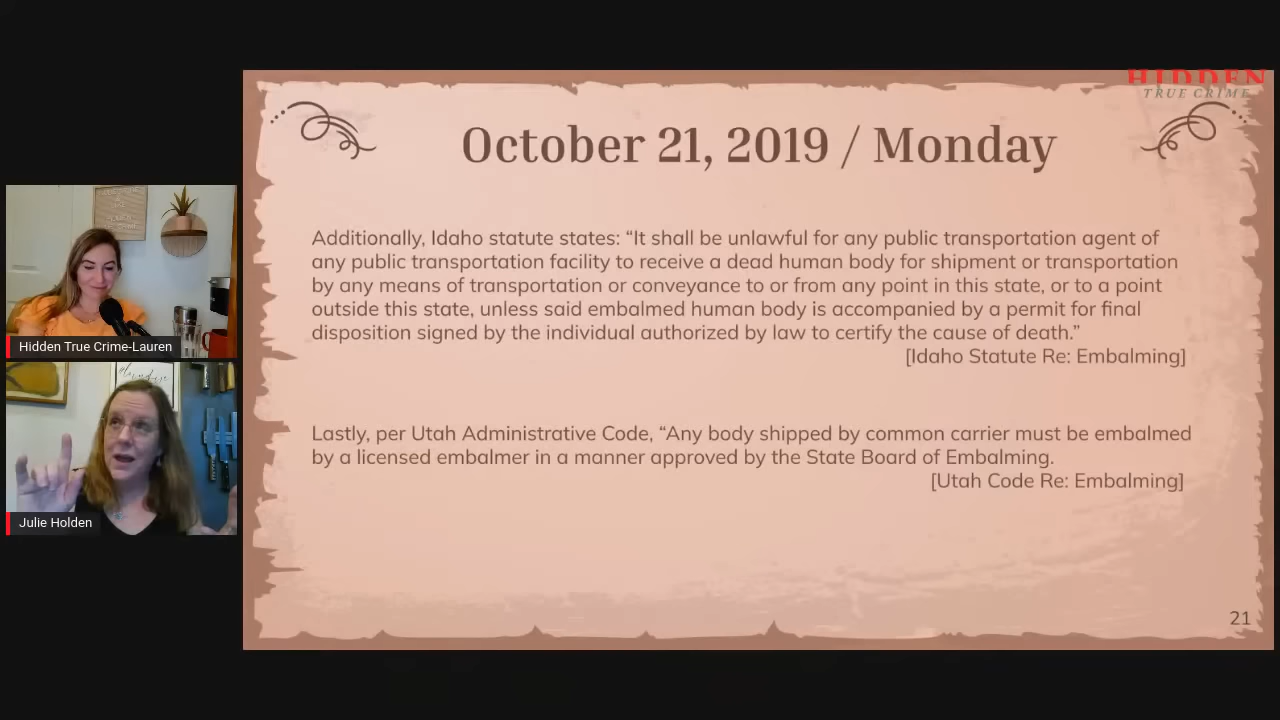 HIDDEN
TRUE CRIME
October 21, 2019 / Monday
Additionally, Idaho statute states: “It shall be unlawful for any public transportation agent of
any public transportation facility to receive a dead human body for shipment or transportation
by any means of transportation or conveyance to or from any point in this state, or to a point
outside this state, unless said embalmed human body is accompanied by a permit for final
disposition signed by the individual authorized by law to certify the cause of death.”
[Idaho Statute Re: Embalming]
Lastly, per Utah Administrative Code, “Any body shipped by common carrier must be embalmed
by a licensed embalmer in a manner approved by the State Board of Embalming.
[Utah Code Re: Embalming]
21
Hidden True Crime-Lauren
Julie Holden